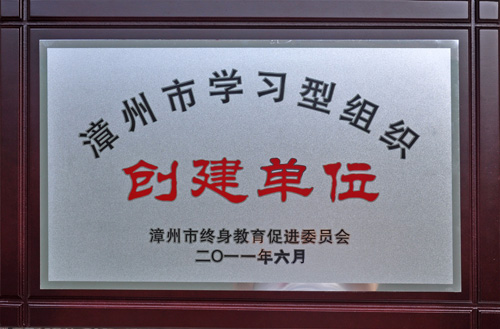 漳州市学习型组织
创建单位
漳州市终身教育促进委员会
二〇一一年六月